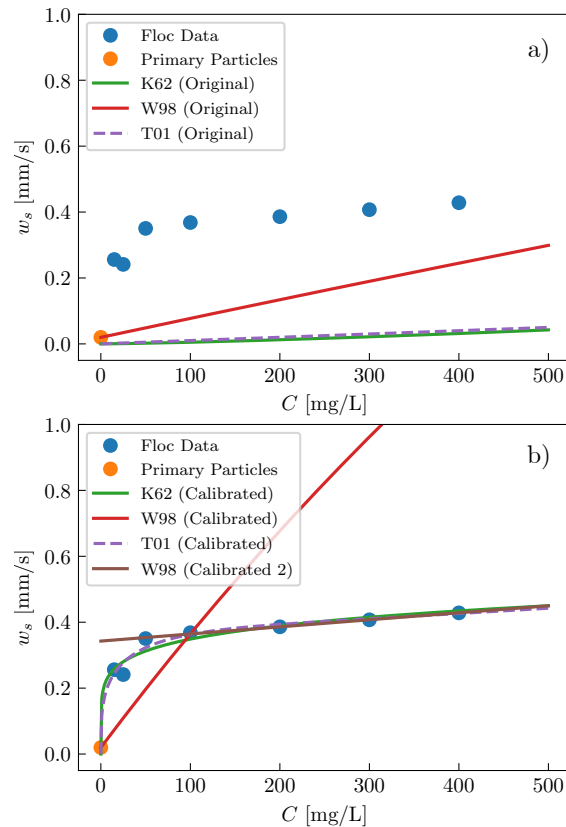 1.0
0.8
0.6
0.4
0.2
0.0
w_s [mm/s]
Floc Data
Primary Particles
K62 (Original)
W98 (Original)
T01 (Original)
a)
0 100 200 300 400 500
C [mg/L]
1.0
0.8
0.6
0.4
0.2
0.0
w_s [mm/s]
Floc Data
Primary Particles
K62 (Calibrated)
W98 (Calibrated)
T01 (Calibrated)
W98 (Calibrated 2)
b)
0 100 200 300 400 500
C [mg/L]